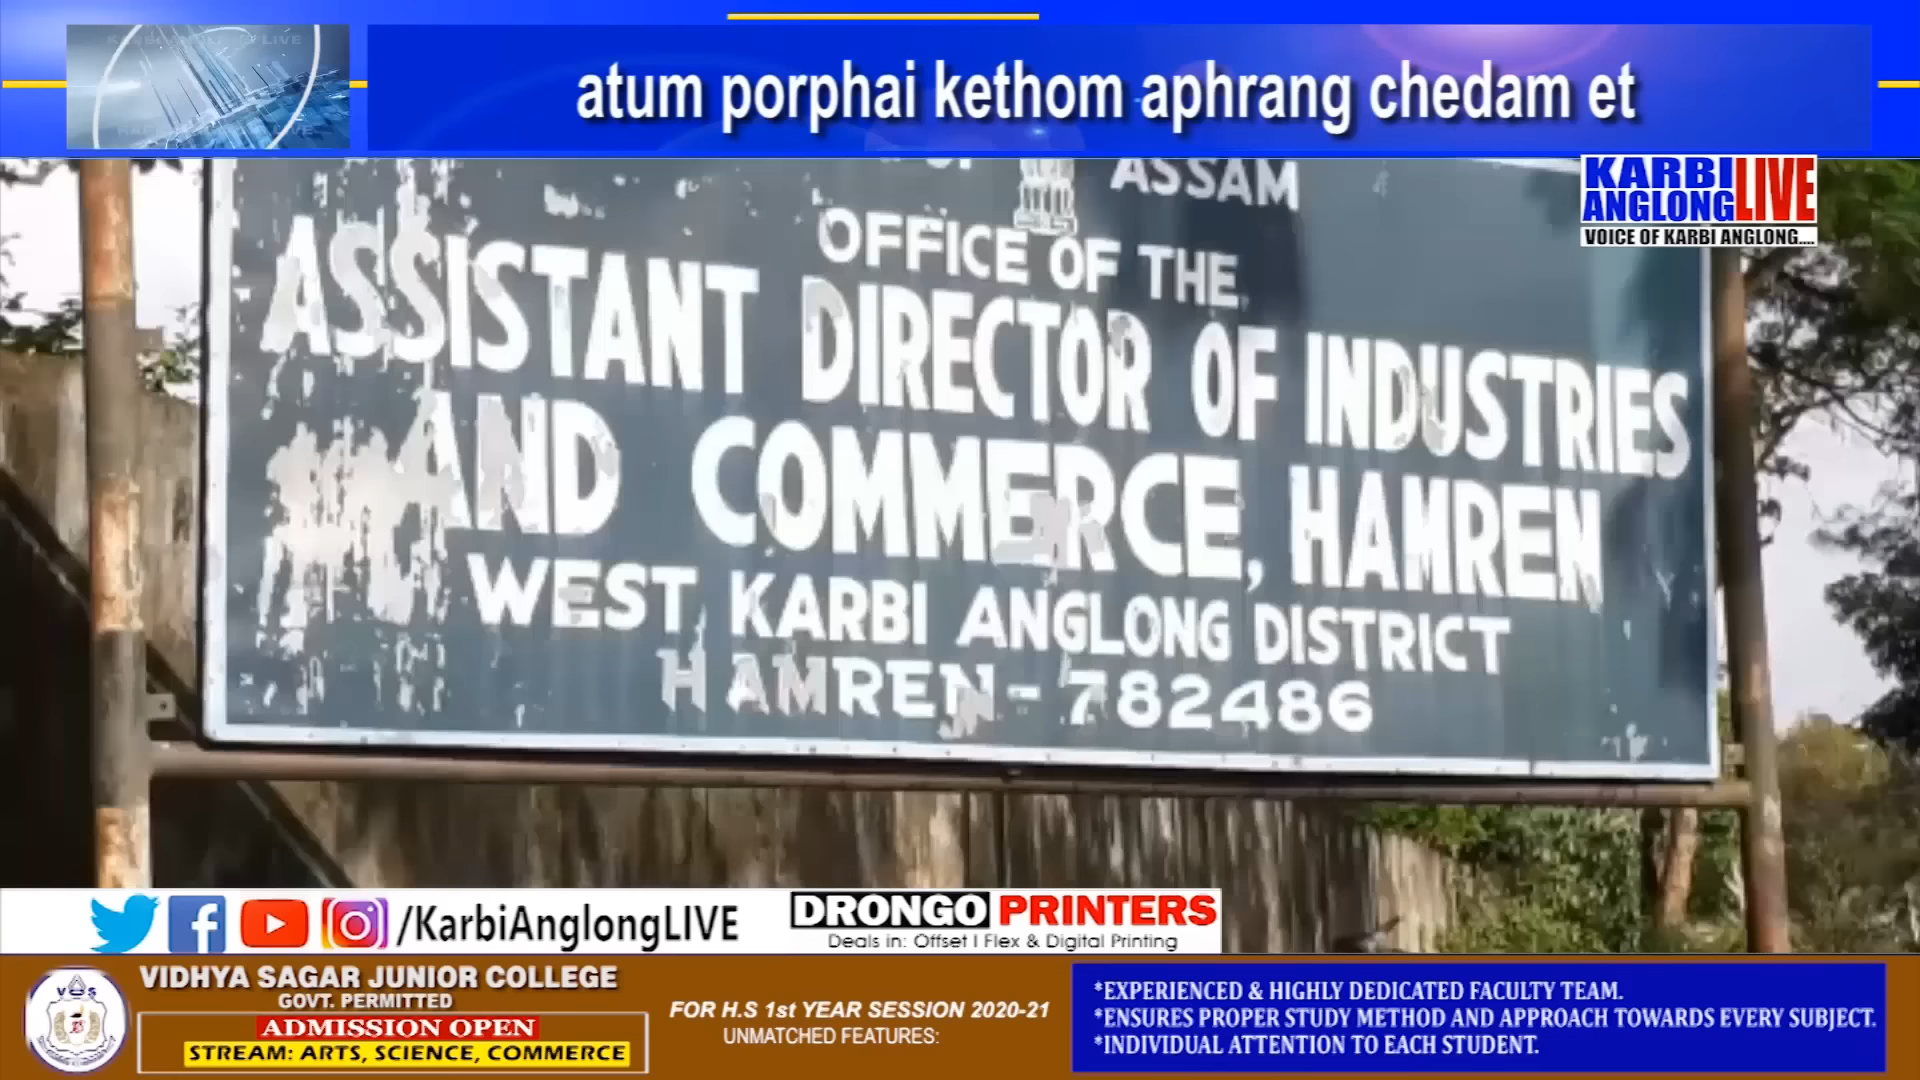 atum porphai kethom aphrang chedam et
KARBI ANGLONG LIVE
VOICE OF KARBI ANGLONG....
ASSAM
OFFICE OF THE
ASSISTANT DIRECTOR OF INDUSTRIES
AND COMMERCE, HAMREN
WEST KARBI ANGLONG DISTRICT
HAMREN - 782486
/KarbiAnglongLIVE
DRONGO PRINTERS
Deals in: Offset I Flex & Digital Printing
VIDHYA SAGAR JUNIOR COLLEGE
GOVT. PERMITTED
ADMISSION OPEN
STREAM: ARTS, SCIENCE, COMMERCE
FOR H.S 1st YEAR SESSION 2020-21
UNMATCHED FEATURES:
*EXPERIENCED & HIGHLY DEDICATED FACULTY TEAM.
*ENSURES PROPER STUDY METHOD AND APPROACH TOWARDS EVERY SUBJECT.
*INDIVIDUAL ATTENTION TO EACH STUDENT.